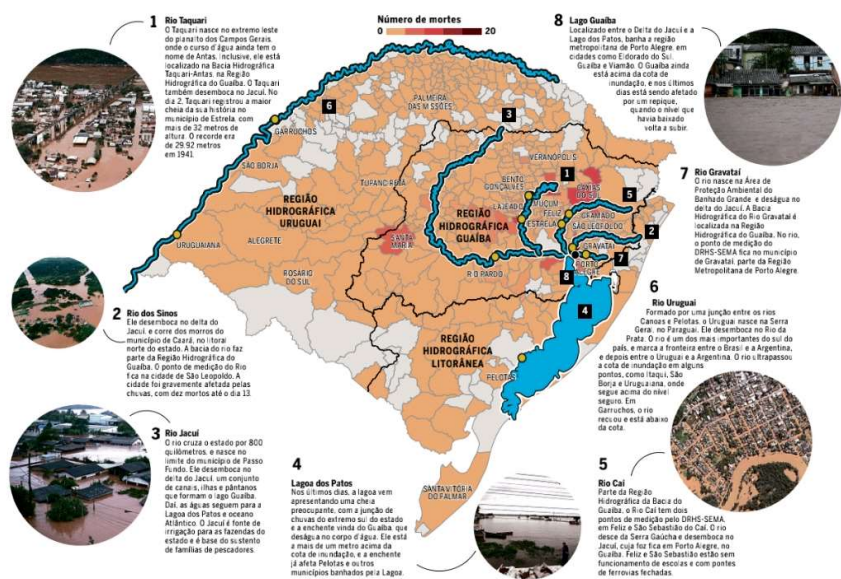 1 Rio Taquari
O Taquari nasce no extremo leste
do planalto dos Campos Gerais,
onde o curso d'água ainda tem o
nome de Antas. Inclusive, ele está
localizado na Bacia Hidrográfica
Taquari-Antas, na Região
Hidrográfica do Guaíba. O Taquari
também desemboca no Jacuí. No
dia 2, Taquari registrou a maior
cheia da sua história no
município de Estrela, com
mais de 32 metros de
altura. O recorde era
de 29,92 metros
em 1941.
2 Rio dos Sinos
Ele desemboca no delta do
Jacuí, e corre dos morros do
município de Caará, no litoral
norte do estado. A bacia do rio faz
parte da Região Hidrográfica do
Guaíba. O ponto de medição do Rio
fica na cidade de São Leopoldo. A
cidade foi gravemente afetada pelas
chuvas, com dez mortos até o dia 13.
3 Rio Jacuí
O rio cruza o estado por 800
quilômetros, e nasce no
limite do município de Passo
Fundo. Ele desemboca no
delta do Jacuí, um conjunto
de canais, ilhas e pântanos
que formam o lago Guaíba.
Daí, as águas seguem para a
Lagoa dos Patos e oceano
Atlântico. O Jacuí é fonte de
irrigação para as fazendas do
estado e é base do sustento
de famílias de pescadores.
4
Lagoa dos Patos
Nos últimos dias, a lagoa vem
apresentando uma cheia
preocupante, com a junção de
chuvas do extremo sul do estado
e a enchente vinda do Guaíba, que
deságua no corpo d'água. Ele está
a mais de um metro acima da
cota de inundação, e a enchente
já afeta Pelotas e outros
municípios banhados pela Lagoa.
Número de mortes
0 20
6
GARRUCHOS
PALMEIRA
DAS MISSÕES
3
SÃO BORJA
VERANÓPOLIS
TUPANCIRETÃ
BENTO
GONÇALVES
1
CAXIAS
DO SUL
5
REGIÃO
HIDROGRÁFICA
URUGUAI
LAJEADO
MUÇUM
FELIZ
ESTRELA
REGIÃO
HIDROGRÁFICA
GUAÍBA
SÃO LEOPOLDO
2
URUGUAIANA
ALEGRETE
SANTA
MARIA
GRAVATAÍ
7
PORTO
ALEGRE
RIO PARDO
8
ROSÁRIO
DO SUL
4
REGIÃO
HIDROGRÁFICA
LITORÂNEA
PELOTAS
SANTA VITÓRIA
DO PALMAR
8
Lago Guaíba
Localizado entre o Delta do Jacuí e a
Lago dos Patos, banha a região
metropolitana de Porto Alegre, em
cidades como Eldorado do Sul,
Guaíba e Viamão. O Guaíba ainda
está acima da cota de
inundação, e nos últimos
dias está sendo afetado
por um repique,
quando o nível que
havia baixado
volta a subir.
7 Rio Gravataí
O rio nasce na Área de
Proteção Ambiental do
Banhado Grande e deságua no
delta do Jacuí. A Bacia
Hidrográfica do Rio Gravataí é
localizada na Região
Hidrográfica do Guaíba. No rio,
o ponto de medição do
DRHS-SEMA fica no município
de Gravataí, parte da Região
Metropolitana de Porto Alegre.
6
Rio Uruguai
Formado por uma junção entre os rios
Canoas e Pelotas, o Uruguai nasce na Serra
Geral, no Paraguai. Ele desemboca no Rio da
Prata. O rio é um dos mais importantes do sul do
país, e marca a fronteira entre o Brasil e a Argentina,
e depois entre o Uruguai e a Argentina. O rio ultrapassou
a cota de inundação em alguns
pontos, como Itaqui, São
Borja e Uruguaiana, onde
segue acima do nível
seguro. Em
Garruchos, o rio
recuou e está abaixo
da cota.
5
Rio Caí
Parte da Região
Hidrográfica da Bacia do
Guaíba, o Rio Caí tem dois
pontos de medição pelo DRHS-SEMA,
em Feliz e São Sebastião do Caí. O rio
desce da Serra Gaúcha e desemboca no
Jacuí, cuja foz fica em Porto Alegre, no
Guaíba. Feliz e São Sebastião estão sem
funcionamento de escolas e com pontes
de ferrovias fechadas.